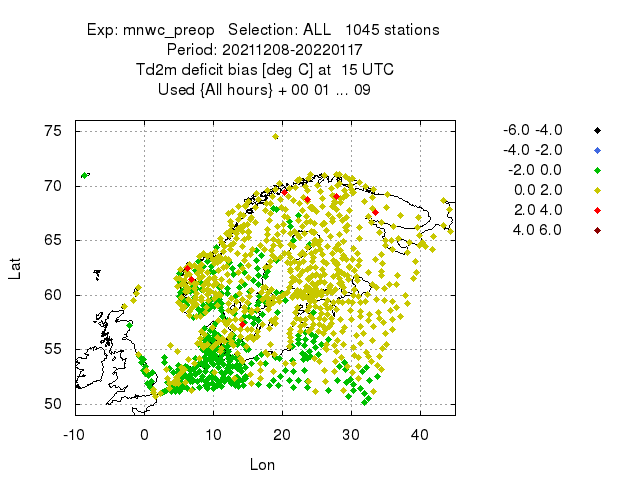 Exp: mnwc_preop   Selection: ALL   1045 stations
Period: 20211208-20220117
Td2m deficit bias [deg C] at  15 UTC
Used {All hours} + 00 01 ... 09
-6.0 -4.0
-4.0 -2.0
-2.0 0.0
0.0 2.0
2.0 4.0
4.0 6.0
75
70
65
60
55
50
Lat
-10 0 10 20 30 40
Lon